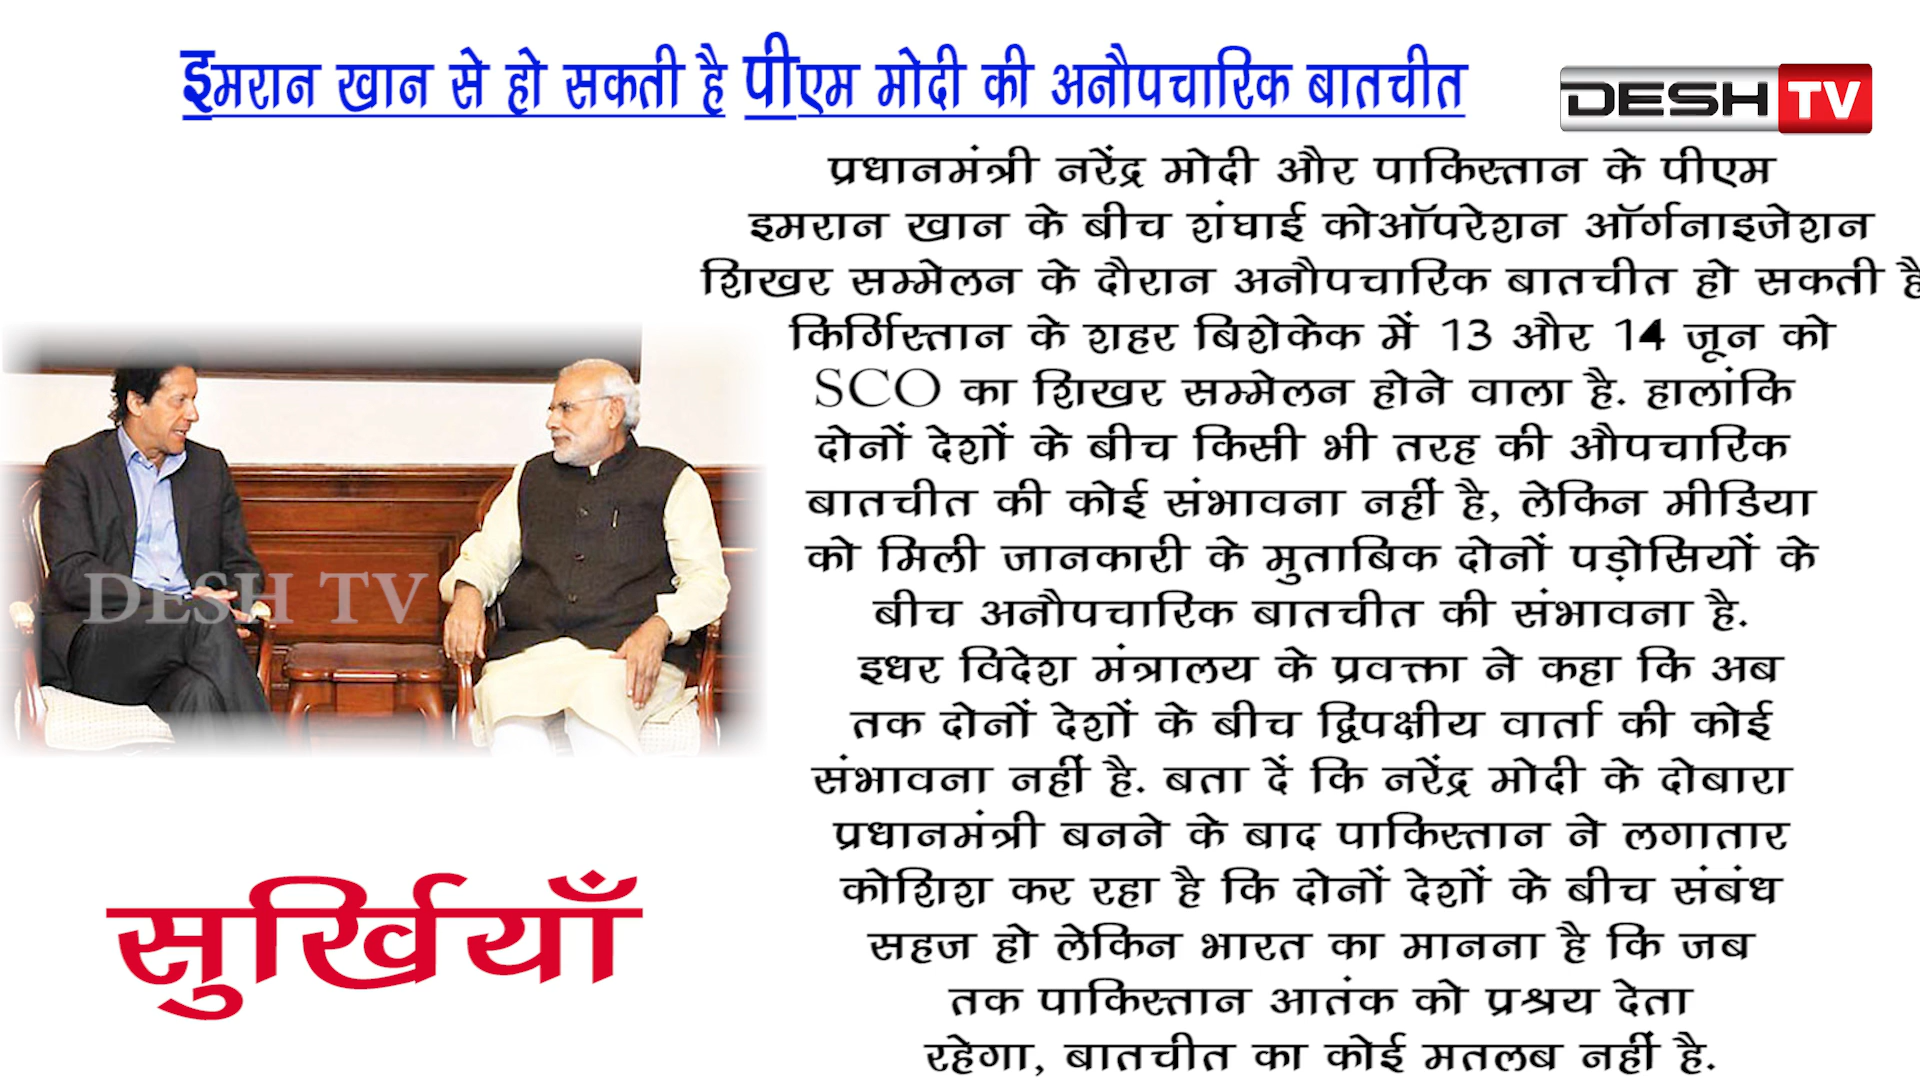 इमरान खान से हो सकती है पीएम मोदी की अनौपचारिक बातचीत
DESH TV
प्रधानमंत्री नरेंद्र मोदी और पाकिस्तान के पीएम
इमरान खान के बीच शंघाई कोऑपरेशन ऑर्गनाइजेशन
शिखर सम्मेलन के दौरान अनौपचारिक बातचीत हो सकती है
किर्गिस्तान के शहर बिशेकेक में 13 और 14 जून को
SCO का शिखर सम्मेलन होने वाला है. हालांकि
दोनों देशों के बीच किसी भी तरह की औपचारिक
बातचीत की कोई संभावना नहीं है, लेकिन मीडिया
को मिली जानकारी के मुताबिक दोनों पड़ोसियों के
बीच अनौपचारिक बातचीत की संभावना है.
इधर विदेश मंत्रालय के प्रवक्ता ने कहा कि अब
तक दोनों देशों के बीच द्विपक्षीय वार्ता की कोई
संभावना नहीं है. बता दें कि नरेंद्र मोदी के दोबारा
प्रधानमंत्री बनने के बाद पाकिस्तान ने लगातार
कोशिश कर रहा है कि दोनों देशों के बीच संबंध
सहज हो लेकिन भारत का मानना है कि जब
तक पाकिस्तान आतंक को प्रश्रय देता
रहेगा, बातचीत का कोई मतलब नहीं है.
DESH TV
सुर्खियाँ